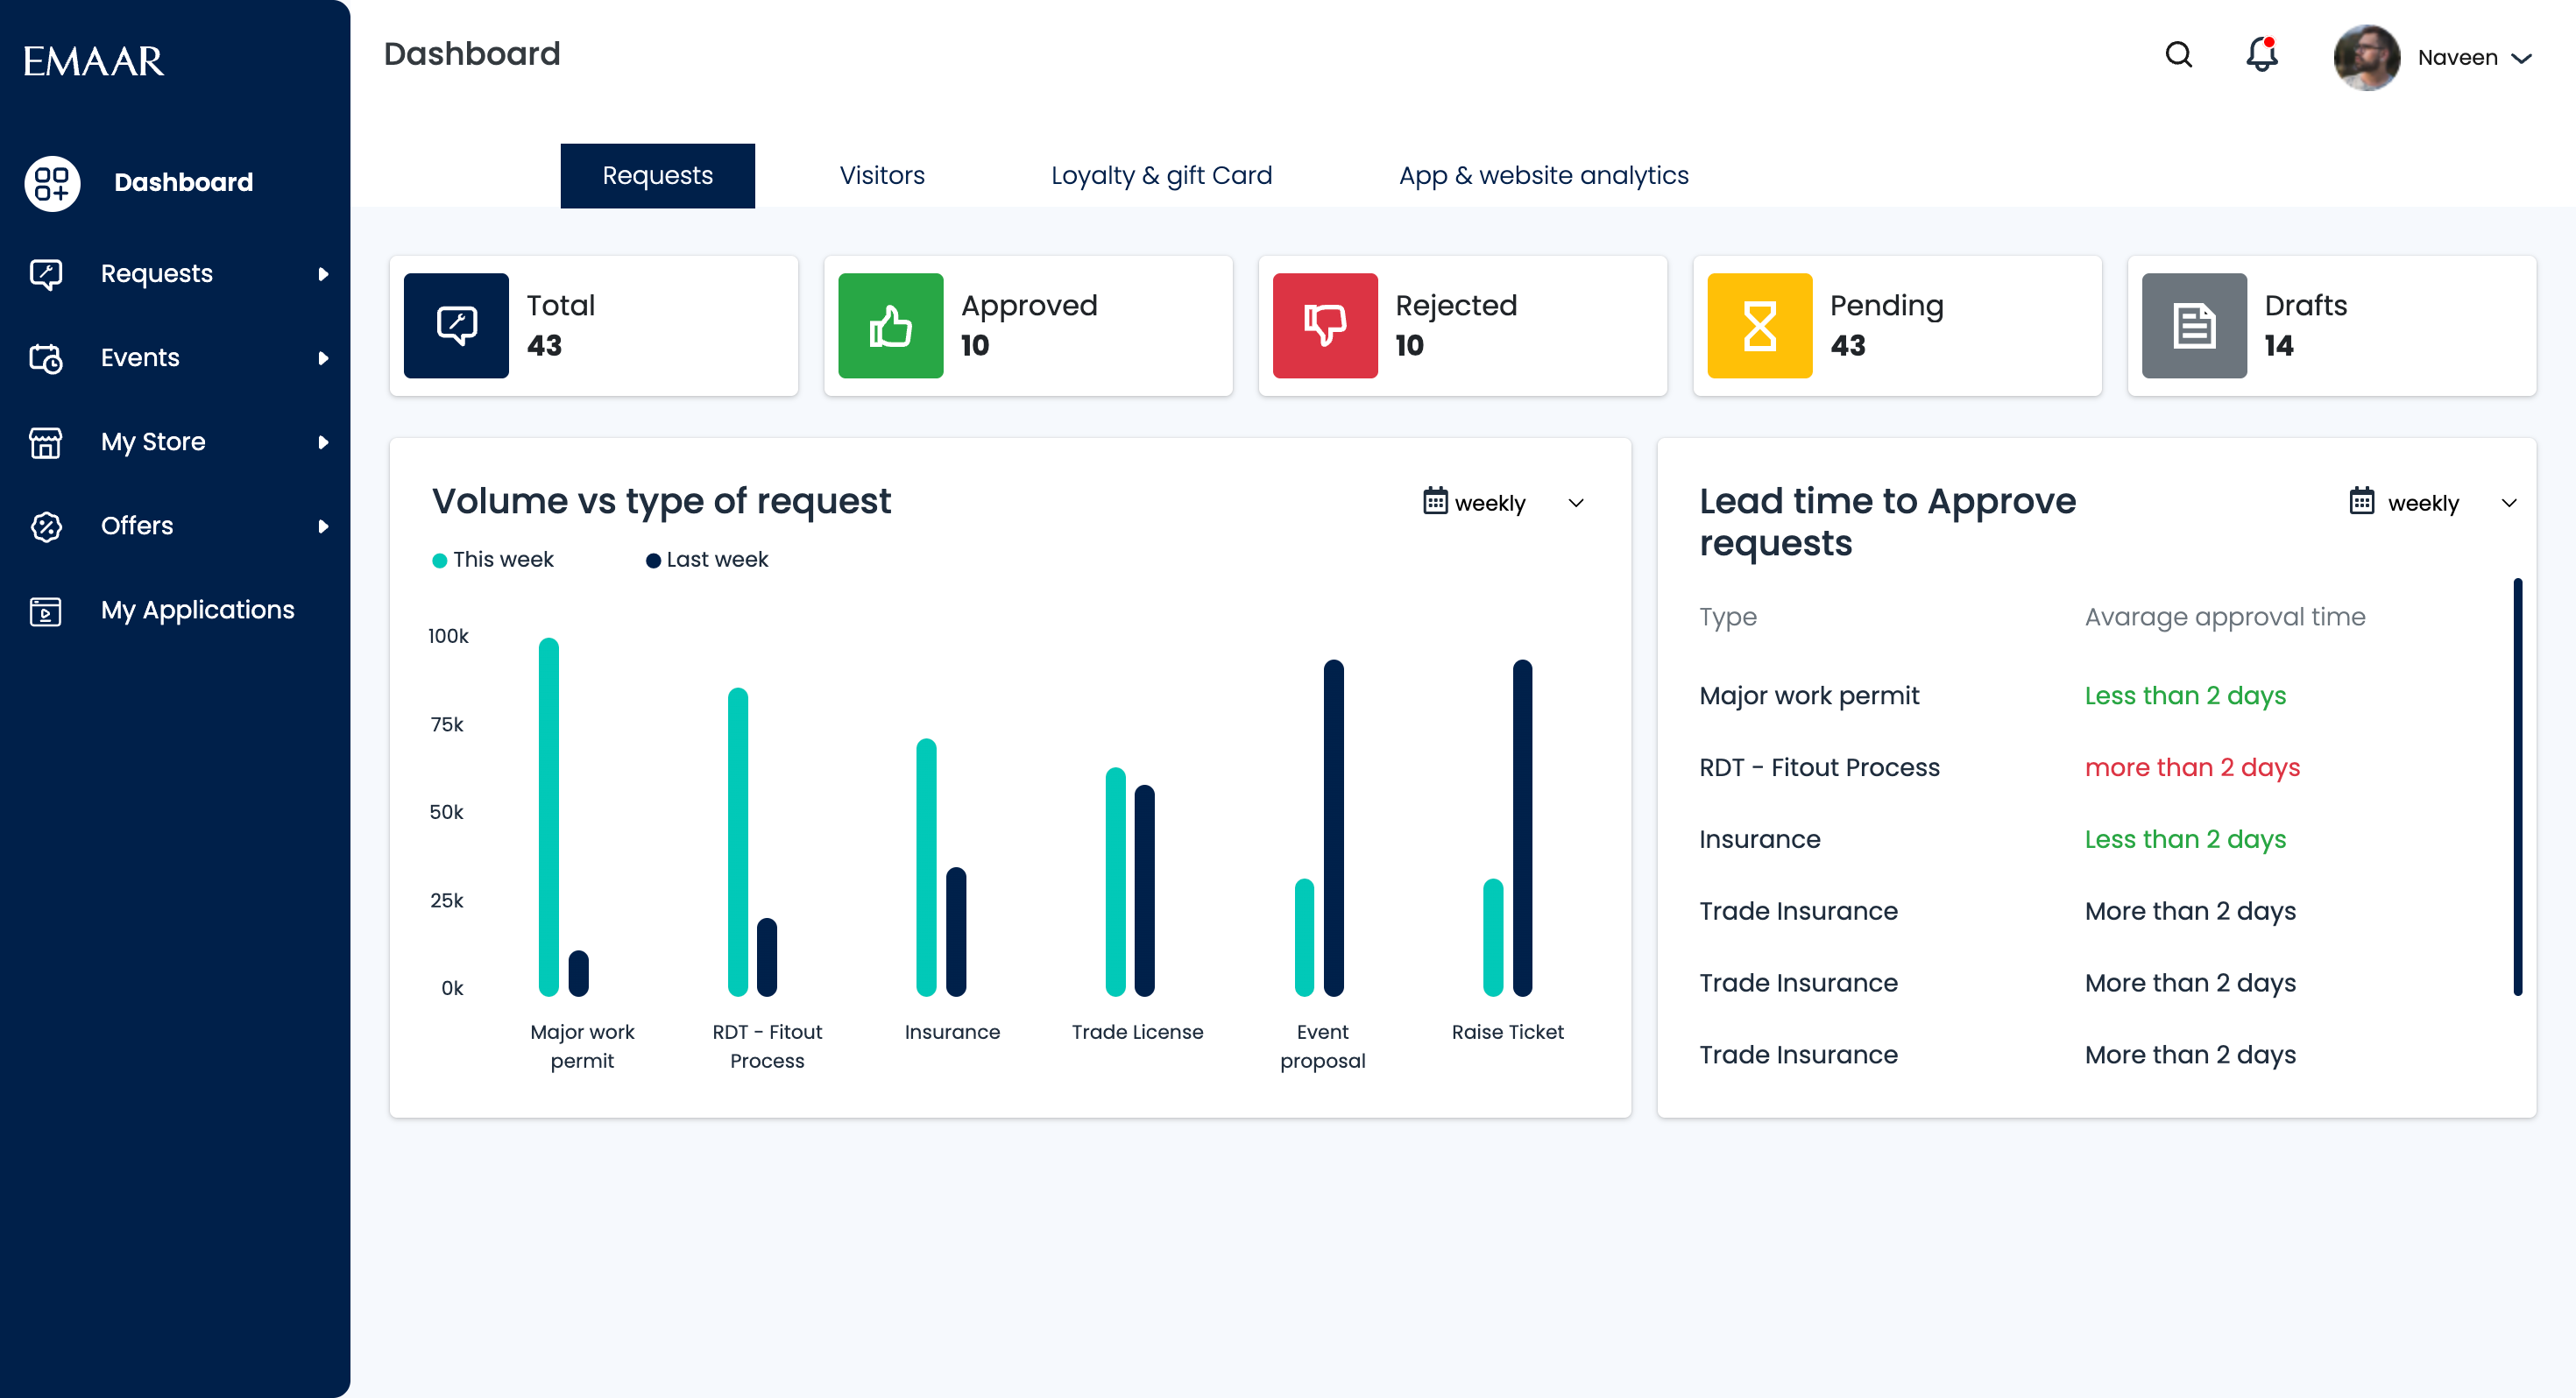 EMAAR
Dashboard
Requests
Events
My Store
Offers
My Applications
Dashboard
Naveen
Requests
Visitors
Loyalty & gift Card
App & website analytics
Total
43
Approved
10
Rejected
10
Pending
43
Drafts
14
Volume vs type of request
weekly
This week
Last week
100k
75k
50k
25k
0k
Major work
permit
RDT - Fitout
Process
Insurance
Trade License
Event
proposal
Raise Ticket
Lead time to Approve
requests
weekly
Type
Avarage approval time
Major work permit
Less than 2 days
RDT - Fitout Process
more than 2 days
Insurance
Less than 2 days
Trade Insurance
More than 2 days
Trade Insurance
More than 2 days
Trade Insurance
More than 2 days